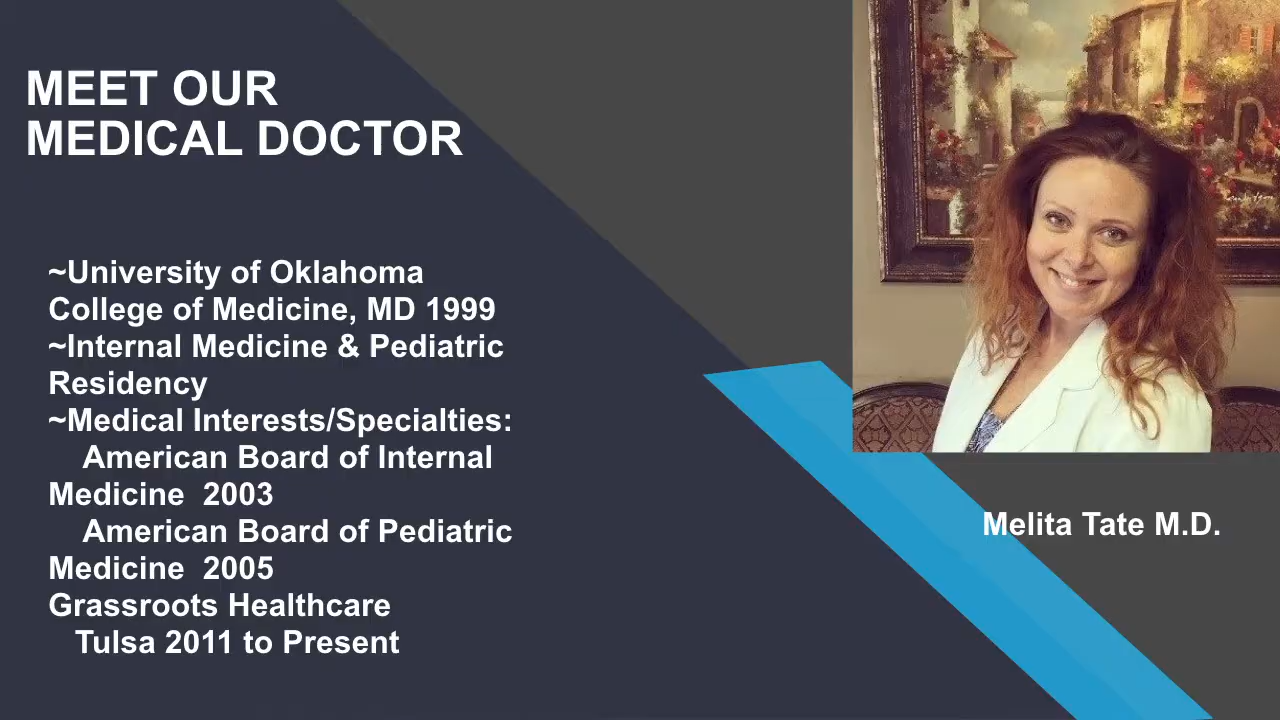 MEET OUR
MEDICAL DOCTOR
~University of Oklahoma
College of Medicine, MD 1999
~Internal Medicine & Pediatric
Residency
~Medical Interests/Specialties:
American Board of Internal
Medicine  2003
American Board of Pediatric
Medicine  2005
Grassroots Healthcare
Tulsa 2011 to Present
Melita Tate M.D.